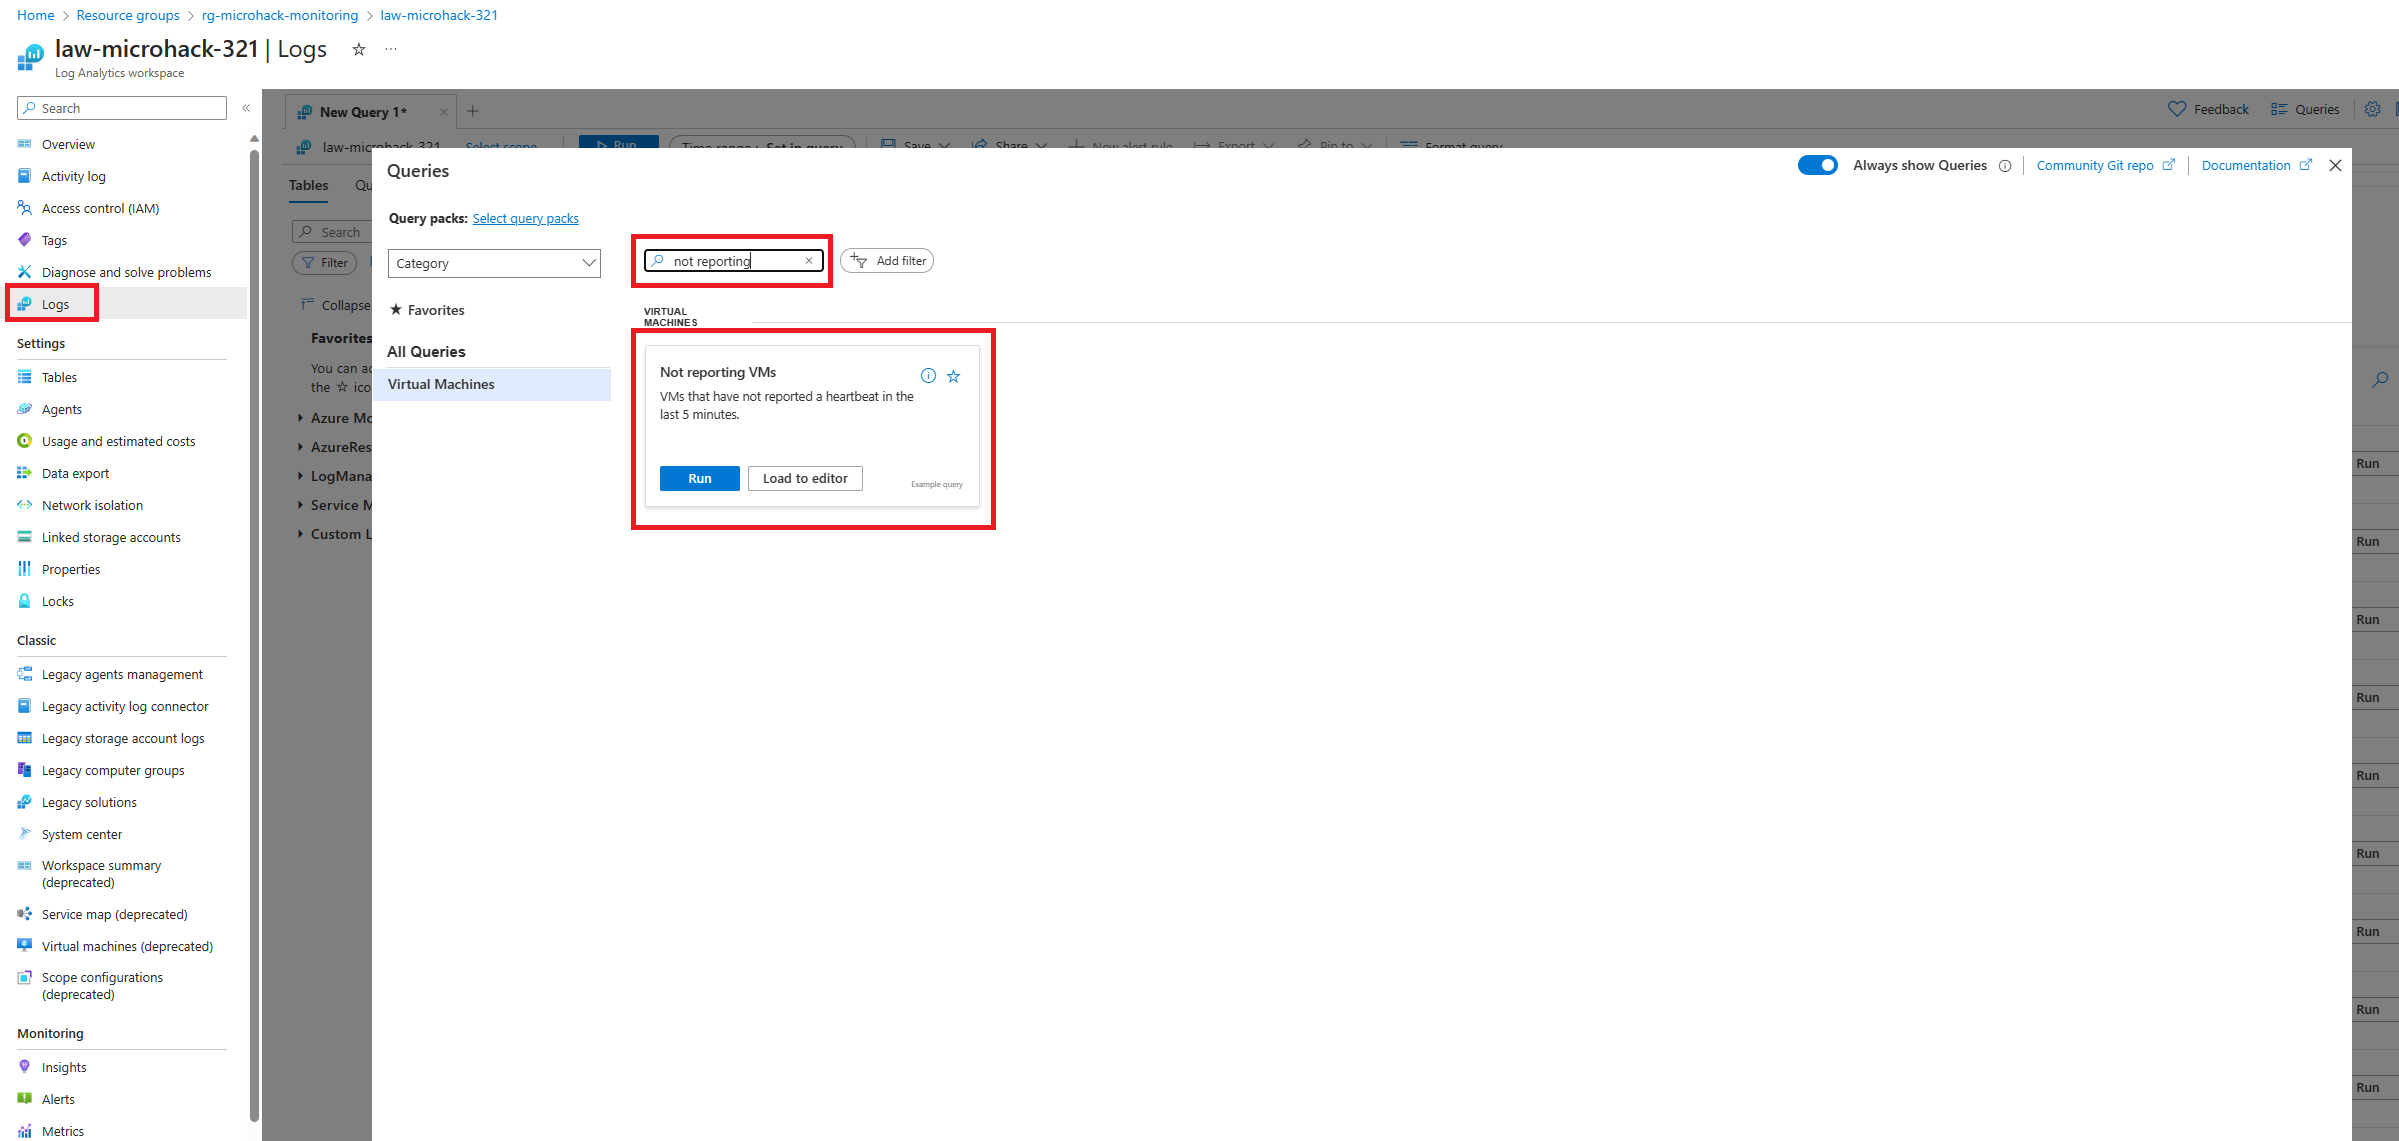 Home > Resource groups > rg-microhack-monitoring > law-microhack-321
law-microhack-321 | Logs
Log Analytics workspace
Search
Overview
Activity log
Access control (IAM)
Tags
Diagnose and solve problems
Logs
Settings
Tables
Agents
Usage and estimated costs
Data export
Network isolation
Linked storage accounts
Properties
Locks
Classic
Legacy agents management
Legacy activity log connector
Legacy storage account logs
Legacy computer groups
Legacy solutions
System center
Workspace summary
(deprecated)
Service map (deprecated)
Virtual machines (deprecated)
Scope configurations
(deprecated)
Monitoring
Insights
Alerts
Metrics
New Query 1*
Feedback
Queries
law-microhack-321 Select scope Run Time range : Set in query Save Share New alert rule Export Pin to Format query
Tables Qu
Search
Filter
Collapse
Favorites
You can ac
the ☆ ico
Azure Mo
AzureRes
LogMana
Service M
Custom L
Queries
Always show Queries
Community Git repo
Documentation
Query packs: Select query packs
Category
not reporting
Add filter
Favorites
All Queries
Virtual Machines
VIRTUAL
MACHINES
Not reporting VMs
VMs that have not reported a heartbeat in the
last 5 minutes.
Run
Load to editor
Example query
Run
Run
Run
Run
Run
Run
Run
Run
Run